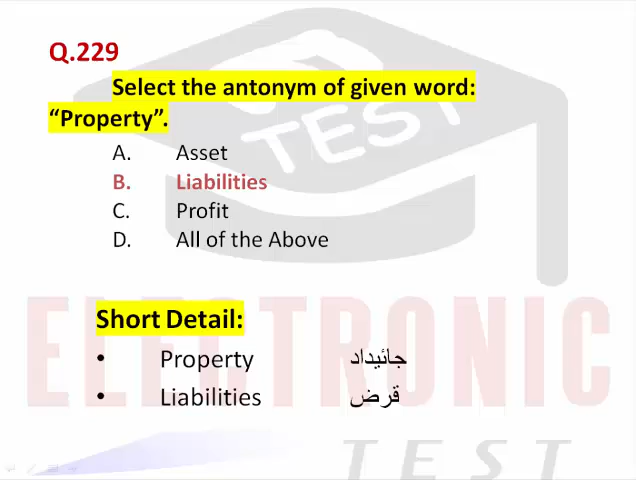 Q.229
Select the antonym of given word:
“Property”.
A. Asset
B. Liabilities
C. Profit
D. All of the Above
Short Detail:
• Property جائیداد
• Liabilities قرض
TEST
ELECTRONIC
TEST